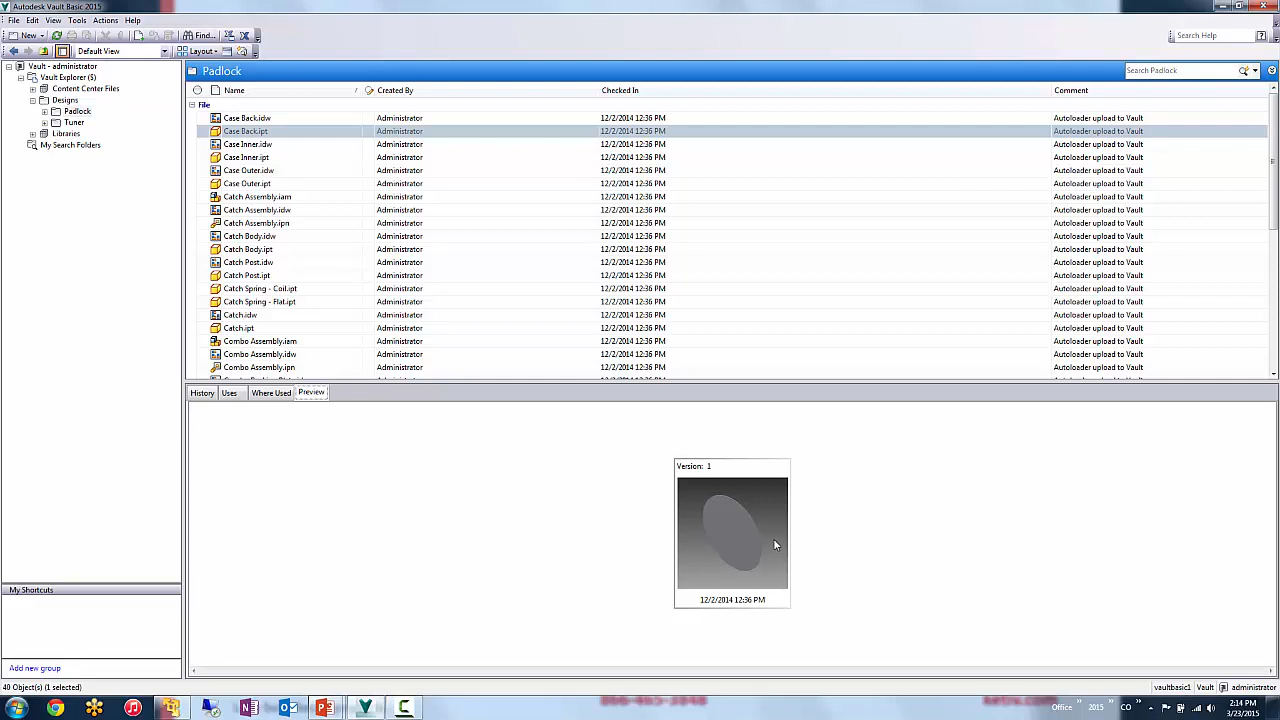 Autodesk Vault Basic 2015
File Edit View Tools Actions Help
New Find... Search Help
Default View Layout
Vault - administrator
Vault Explorer ($)
Content Center Files
Designs
Padlock
Tuner
Libraries
My Search Folders
Padlock Search Padlock
Name Created By Checked In Comment
File
Case Back.idw Administrator 12/2/2014 12:36 PM Autoloader upload to Vault
Case Back.ipt Administrator 12/2/2014 12:36 PM Autoloader upload to Vault
Case Inner.idw Administrator 12/2/2014 12:36 PM Autoloader upload to Vault
Case Inner.ipt Administrator 12/2/2014 12:36 PM Autoloader upload to Vault
Case Outer.idw Administrator 12/2/2014 12:36 PM Autoloader upload to Vault
Case Outer.ipt Administrator 12/2/2014 12:36 PM Autoloader upload to Vault
Catch Assembly.iam Administrator 12/2/2014 12:36 PM Autoloader upload to Vault
Catch Assembly.idw Administrator 12/2/2014 12:36 PM Autoloader upload to Vault
Catch Assembly.ipn Administrator 12/2/2014 12:36 PM Autoloader upload to Vault
Catch Body.idw Administrator 12/2/2014 12:36 PM Autoloader upload to Vault
Catch Body.ipt Administrator 12/2/2014 12:36 PM Autoloader upload to Vault
Catch Post.idw Administrator 12/2/2014 12:36 PM Autoloader upload to Vault
Catch Post.ipt Administrator 12/2/2014 12:36 PM Autoloader upload to Vault
Catch Spring - Coil.ipt Administrator 12/2/2014 12:36 PM Autoloader upload to Vault
Catch Spring - Flat.ipt Administrator 12/2/2014 12:36 PM Autoloader upload to Vault
Catch.idw Administrator 12/2/2014 12:36 PM Autoloader upload to Vault
Catch.ipt Administrator 12/2/2014 12:36 PM Autoloader upload to Vault
Combo Assembly.iam Administrator 12/2/2014 12:36 PM Autoloader upload to Vault
Combo Assembly.idw Administrator 12/2/2014 12:36 PM Autoloader upload to Vault
Combo Assembly.ipn Administrator 12/2/2014 12:36 PM Autoloader upload to Vault
History Uses Where Used Preview
Version: 1
12/2/2014 12:36 PM
My Shortcuts
Add new group
40 Object(s) (1 selected) vaultbasic1 Vault administrator
Office 2015 CO 2:14 PM
3/23/2015